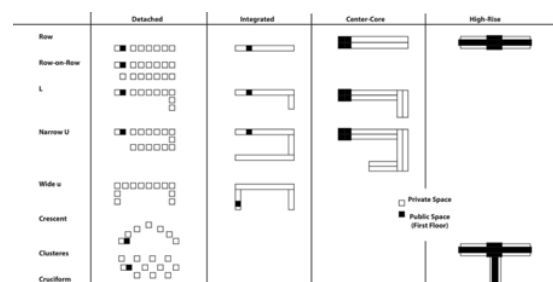 Detached Integrated Center-Core High-Rise
Row
Row-on-Row
L
Narrow U
Wide u
Private Space
Public Space
(First Floor)
Crescent
Clusteres
Cruciform